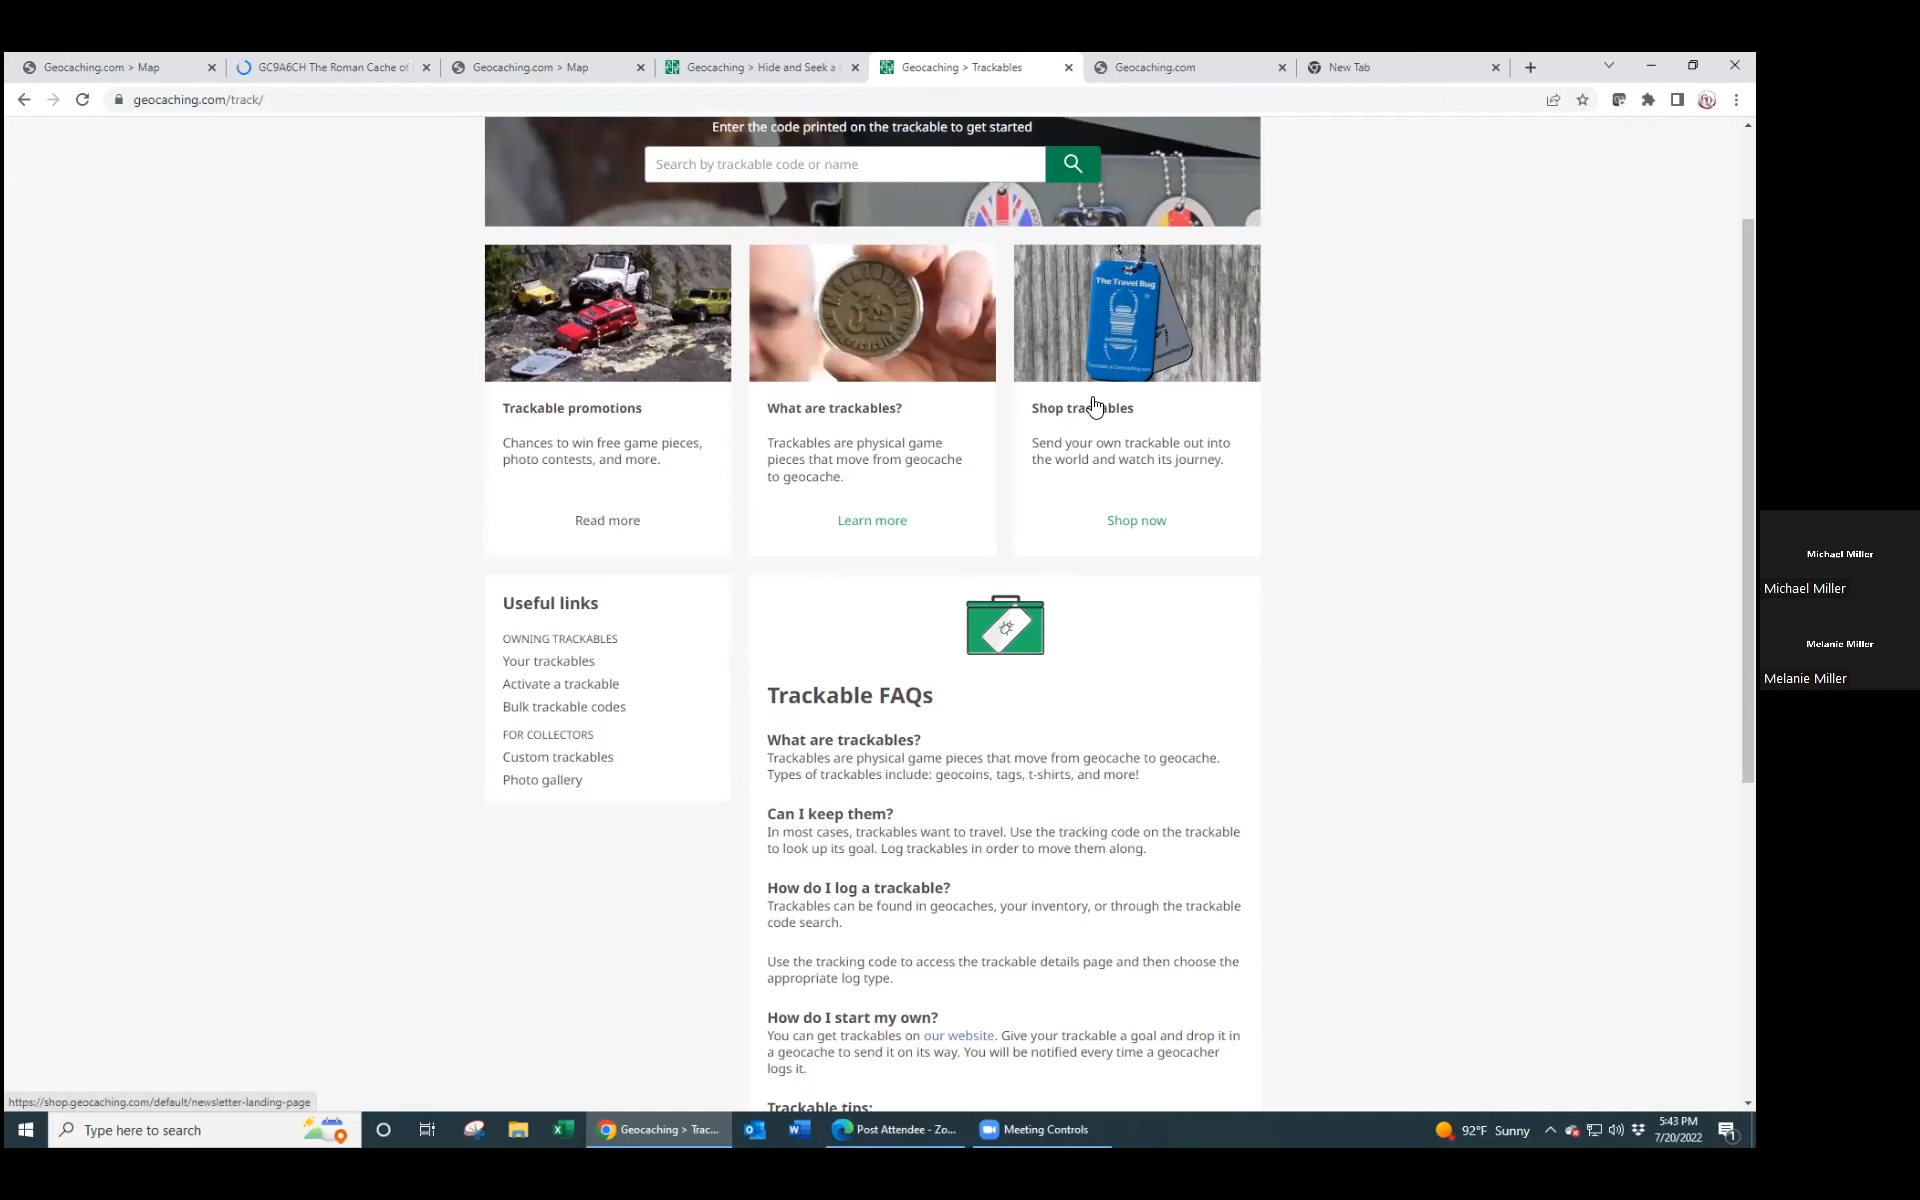 Geocaching.com > Map
GC9A6CH The Roman Cache of
Geocaching.com > Map
Geocaching > Hide and Seek a
Geocaching > Trackables
Geocaching.com
New Tab
geocaching.com/track/
Enter the code printed on the trackable to get started
Search by trackable code or name
The Travel Bug
Trackable promotions
Chances to win free game pieces,
photo contests, and more.
Read more
What are trackables?
Trackables are physical game
pieces that move from geocache
to geocache.
Learn more
Shop trackables
Send your own trackable out into
the world and watch its journey.
Shop now
Useful links
OWNING TRACKABLES
Your trackables
Activate a trackable
Bulk trackable codes
FOR COLLECTORS
Custom trackables
Photo gallery
Trackable FAQs
What are trackables?
Trackables are physical game pieces that move from geocache to geocache.
Types of trackables include: geocoins, tags, t-shirts, and more!
Can I keep them?
In most cases, trackables want to travel. Use the tracking code on the trackable
to look up its goal. Log trackables in order to move them along.
How do I log a trackable?
Trackables can be found in geocaches, your inventory, or through the trackable
code search.
Use the tracking code to access the trackable details page and then choose the
appropriate log type.
How do I start my own?
You can get trackables on our website. Give your trackable a goal and drop it in
a geocache to send it on its way. You will be notified every time a geocacher
logs it.
Trackable tips:
https://shop.geocaching.com/default/newsletter-landing-page
Michael Miller
Michael Miller
Melanie Miller
Melanie Miller
Type here to search
Geocaching > Trac...
Post Attendee - Zo...
Meeting Controls
92°F Sunny
5:43 PM
7/20/2022